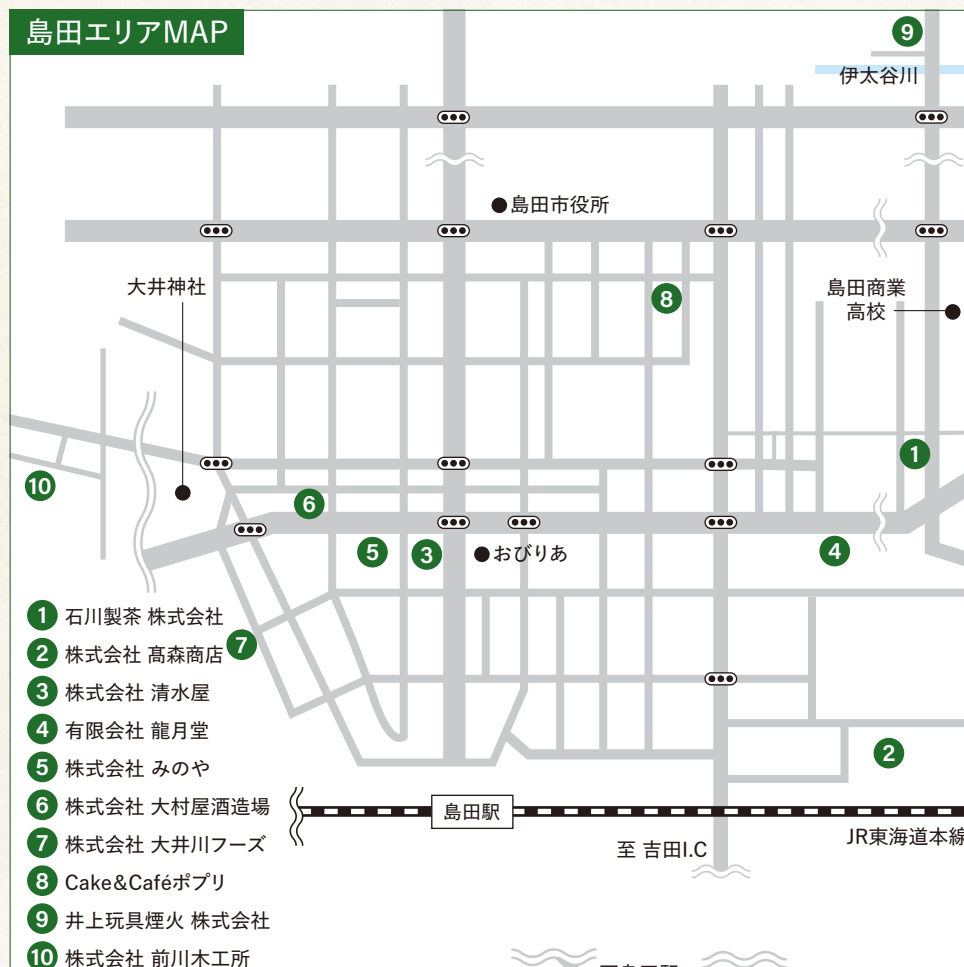 島田エリアMAP
9
伊太谷川
島田市役所
大井神社
8
島田商業
高校
1
10
6
5
3
おびりあ
4
7
2
1 石川製茶 株式会社
2 株式会社 髙森商店
3 株式会社 清水屋
4 有限会社 龍月堂
5 株式会社 みのや
6 株式会社 大村屋酒造場
7 株式会社 大井川フーズ
8 Cake&Caféポプリ
9 井上玩具煙火 株式会社
10 株式会社 前川木工所
島田駅
至 吉田I.C
JR東海道本線